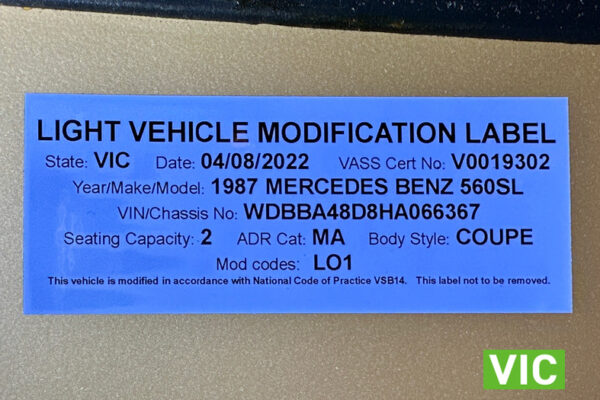 LIGHT VEHICLE MODIFICATION LABEL
State: VIC Date: 04/08/2022 VASS Cert No: V0019302
Year/Make/Model: 1987 MERCEDES BENZ 560SL
VIN/Chassis No: WDBBA48D8HA066367
Seating Capacity: 2 ADR Cat: MA Body Style: COUPE
Mod codes: LO1
This vehicle is modified in accordance with National Code of Practice VSB14. This label not to be removed.
VIC